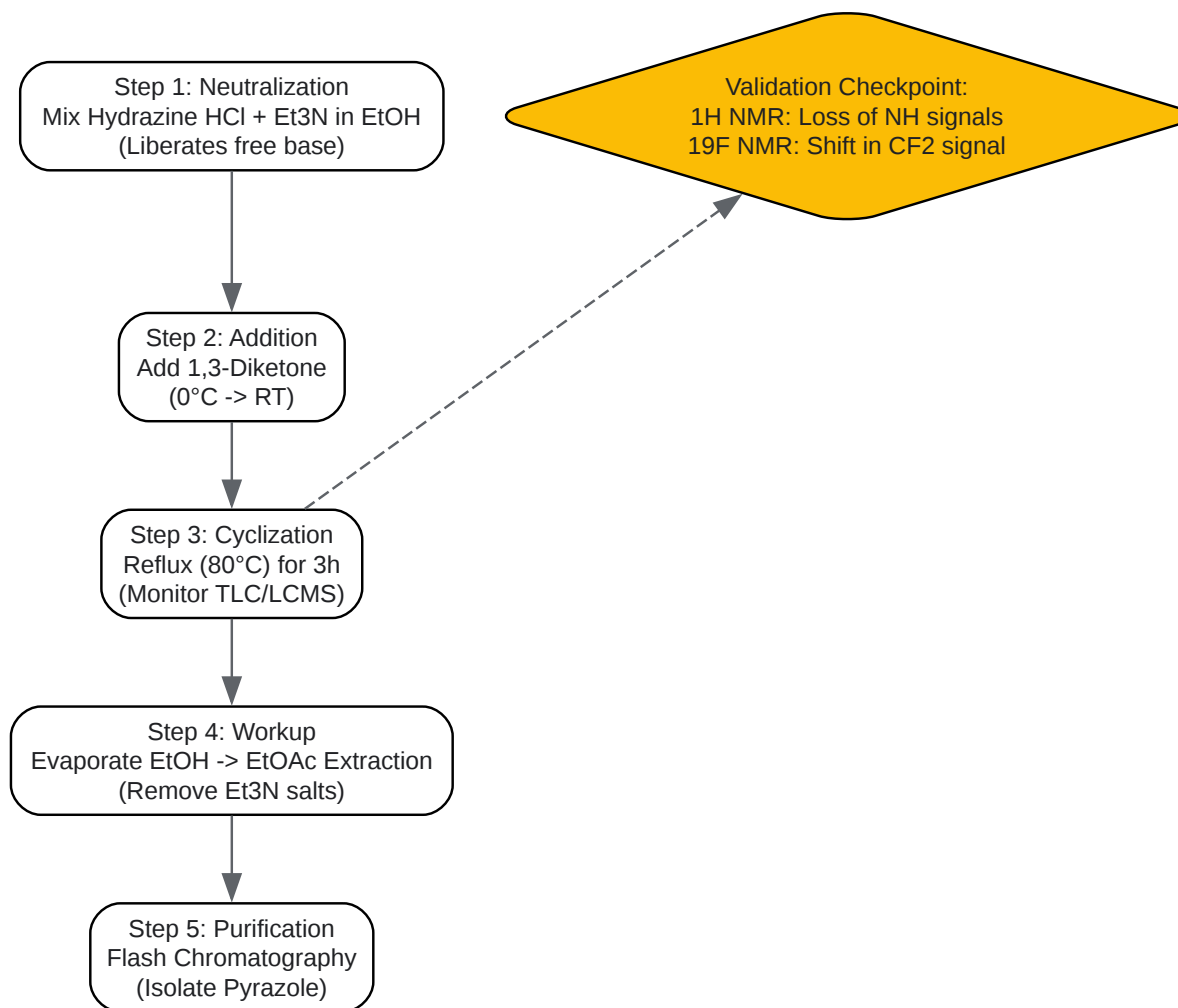 Step 1: Neutralization
Mix Hydrazine HCl + Et3N in EtOH
(Liberates free base)
Validation Checkpoint:
1H NMR: Loss of NH signals
19F NMR: Shift in CF2 signal
Step 2: Addition
Add 1,3-Diketone
(0°C -> RT)
Step 3: Cyclization
Reflux (80°C) for 3h
(Monitor TLC/LCMS)
Step 4: Workup
Evaporate EtOH -> EtOAc Extraction
(Remove Et3N salts)
Step 5: Purification
Flash Chromatography
(Isolate Pyrazole)